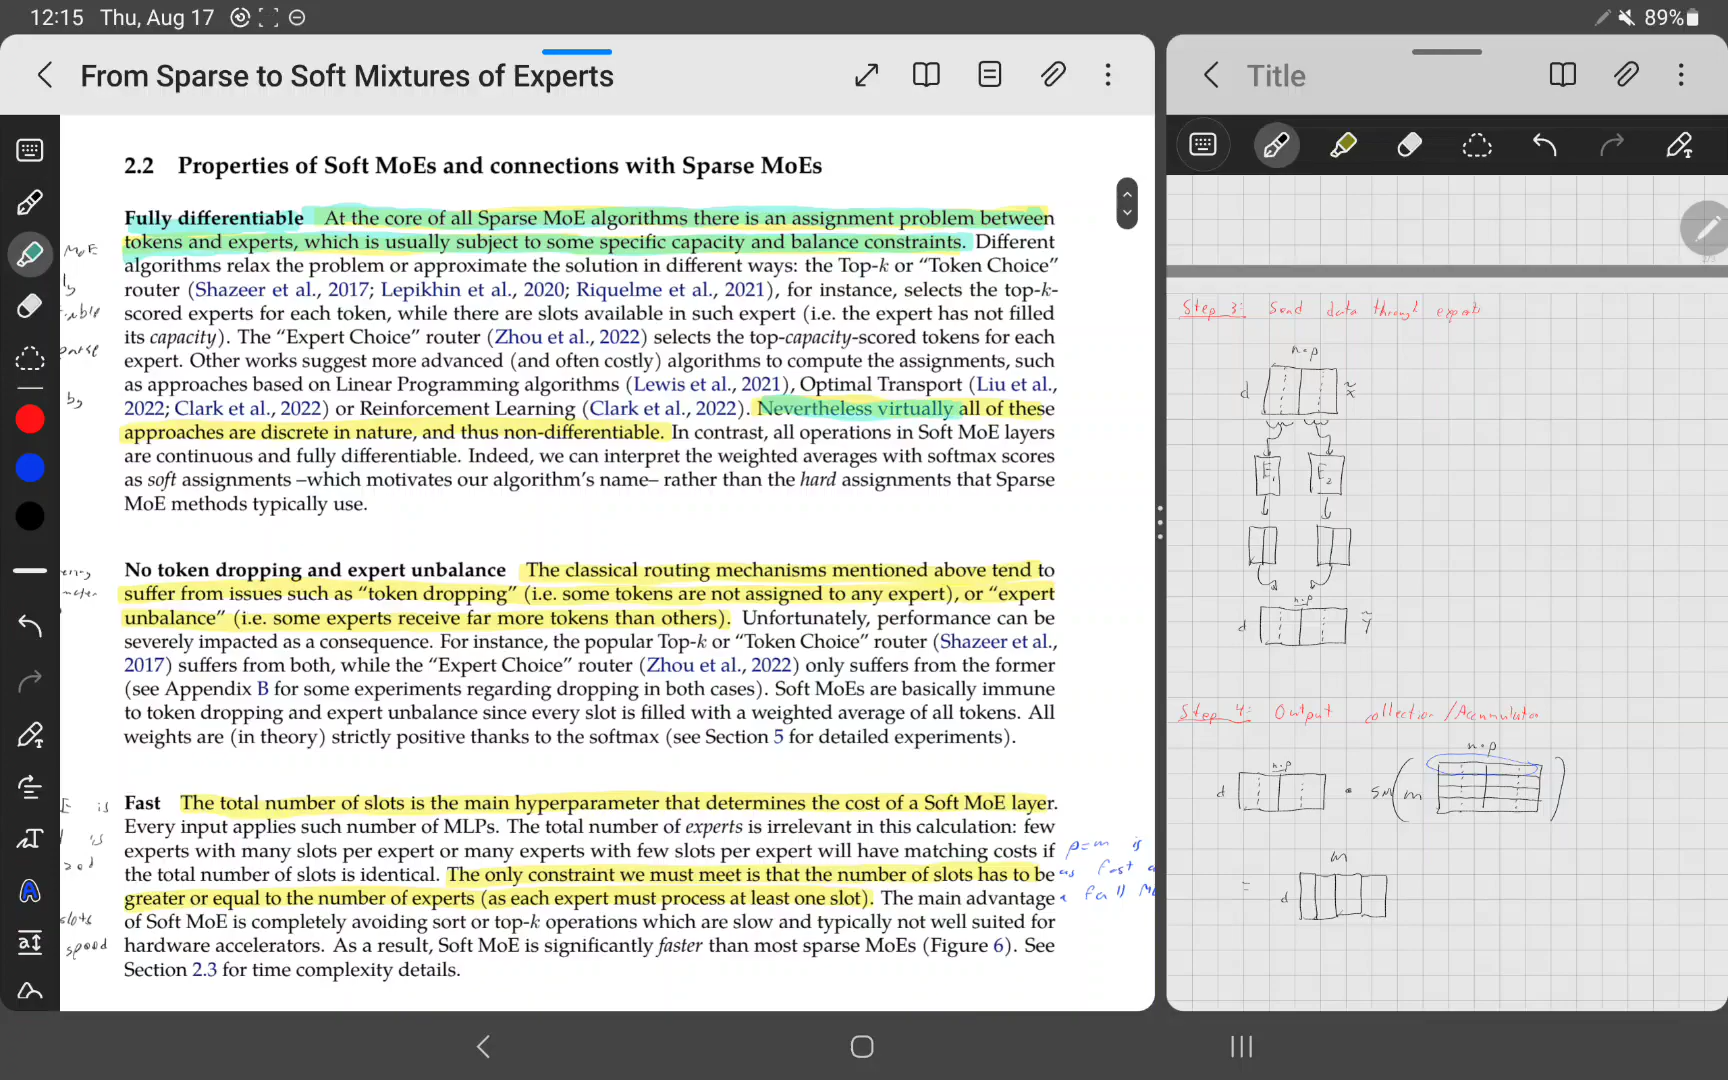 12:15 Thu, Aug 17
89%
From Sparse to Soft Mixtures of Experts
2.2 Properties of Soft MoEs and connections with Sparse MoEs
Fully differentiable At the core of all Sparse MoE algorithms there is an assignment problem between
tokens and experts, which is usually subject to some specific capacity and balance constraints. Different
algorithms relax the problem or approximate the solution in different ways: the Top-k or “Token Choice”
router (Shazeer et al., 2017; Lepikhin et al., 2020; Riquelme et al., 2021), for instance, selects the top-k-
scored experts for each token, while there are slots available in such expert (i.e. the expert has not filled
its capacity). The “Expert Choice” router (Zhou et al., 2022) selects the top-capacity-scored tokens for each
expert. Other works suggest more advanced (and often costly) algorithms to compute the assignments, such
as approaches based on Linear Programming algorithms (Lewis et al., 2021), Optimal Transport (Liu et al.,
2022; Clark et al., 2022) or Reinforcement Learning (Clark et al., 2022). Nevertheless virtually all of these
approaches are discrete in nature, and thus non-differentiable. In contrast, all operations in Soft MoE layers
are continuous and fully differentiable. Indeed, we can interpret the weighted averages with softmax scores
as soft assignments –which motivates our algorithm's name– rather than the hard assignments that Sparse
MoE methods typically use.
No token dropping and expert unbalance The classical routing mechanisms mentioned above tend to
suffer from issues such as “token dropping” (i.e. some tokens are not assigned to any expert), or “expert
unbalance” (i.e. some experts receive far more tokens than others). Unfortunately, performance can be
severely impacted as a consequence. For instance, the popular Top-k or “Token Choice” router (Shazeer et al.,
2017) suffers from both, while the “Expert Choice” router (Zhou et al., 2022) only suffers from the former
(see Appendix B for some experiments regarding dropping in both cases). Soft MoEs are basically immune
to token dropping and expert unbalance since every slot is filled with a weighted average of all tokens. All
weights are (in theory) strictly positive thanks to the softmax (see Section 5 for detailed experiments).
Fast The total number of slots is the main hyperparameter that determines the cost of a Soft MoE layer.
Every input applies such number of MLPs. The total number of experts is irrelevant in this calculation: few
experts with many slots per expert or many experts with few slots per expert will have matching costs if
the total number of slots is identical. The only constraint we must meet is that the number of slots has to be
greater or equal to the number of experts (as each expert must process at least one slot). The main advantage
of Soft MoE is completely avoiding sort or top-k operations which are slow and typically not well suited for
hardware accelerators. As a result, Soft MoE is significantly faster than most sparse MoEs (Figure 6). See
Section 2.3 for time complexity details.
MoE
ly
by
is
is
slots
speed
p=m is
as fast
a full
Title
Step 3: Send data through experts
n·p
d
x̃
E₁ E₂
n·p
d
ỹ
Step 4: Output collection/Accumulator
n·p
n·p
d
· SM( m )
m
= d